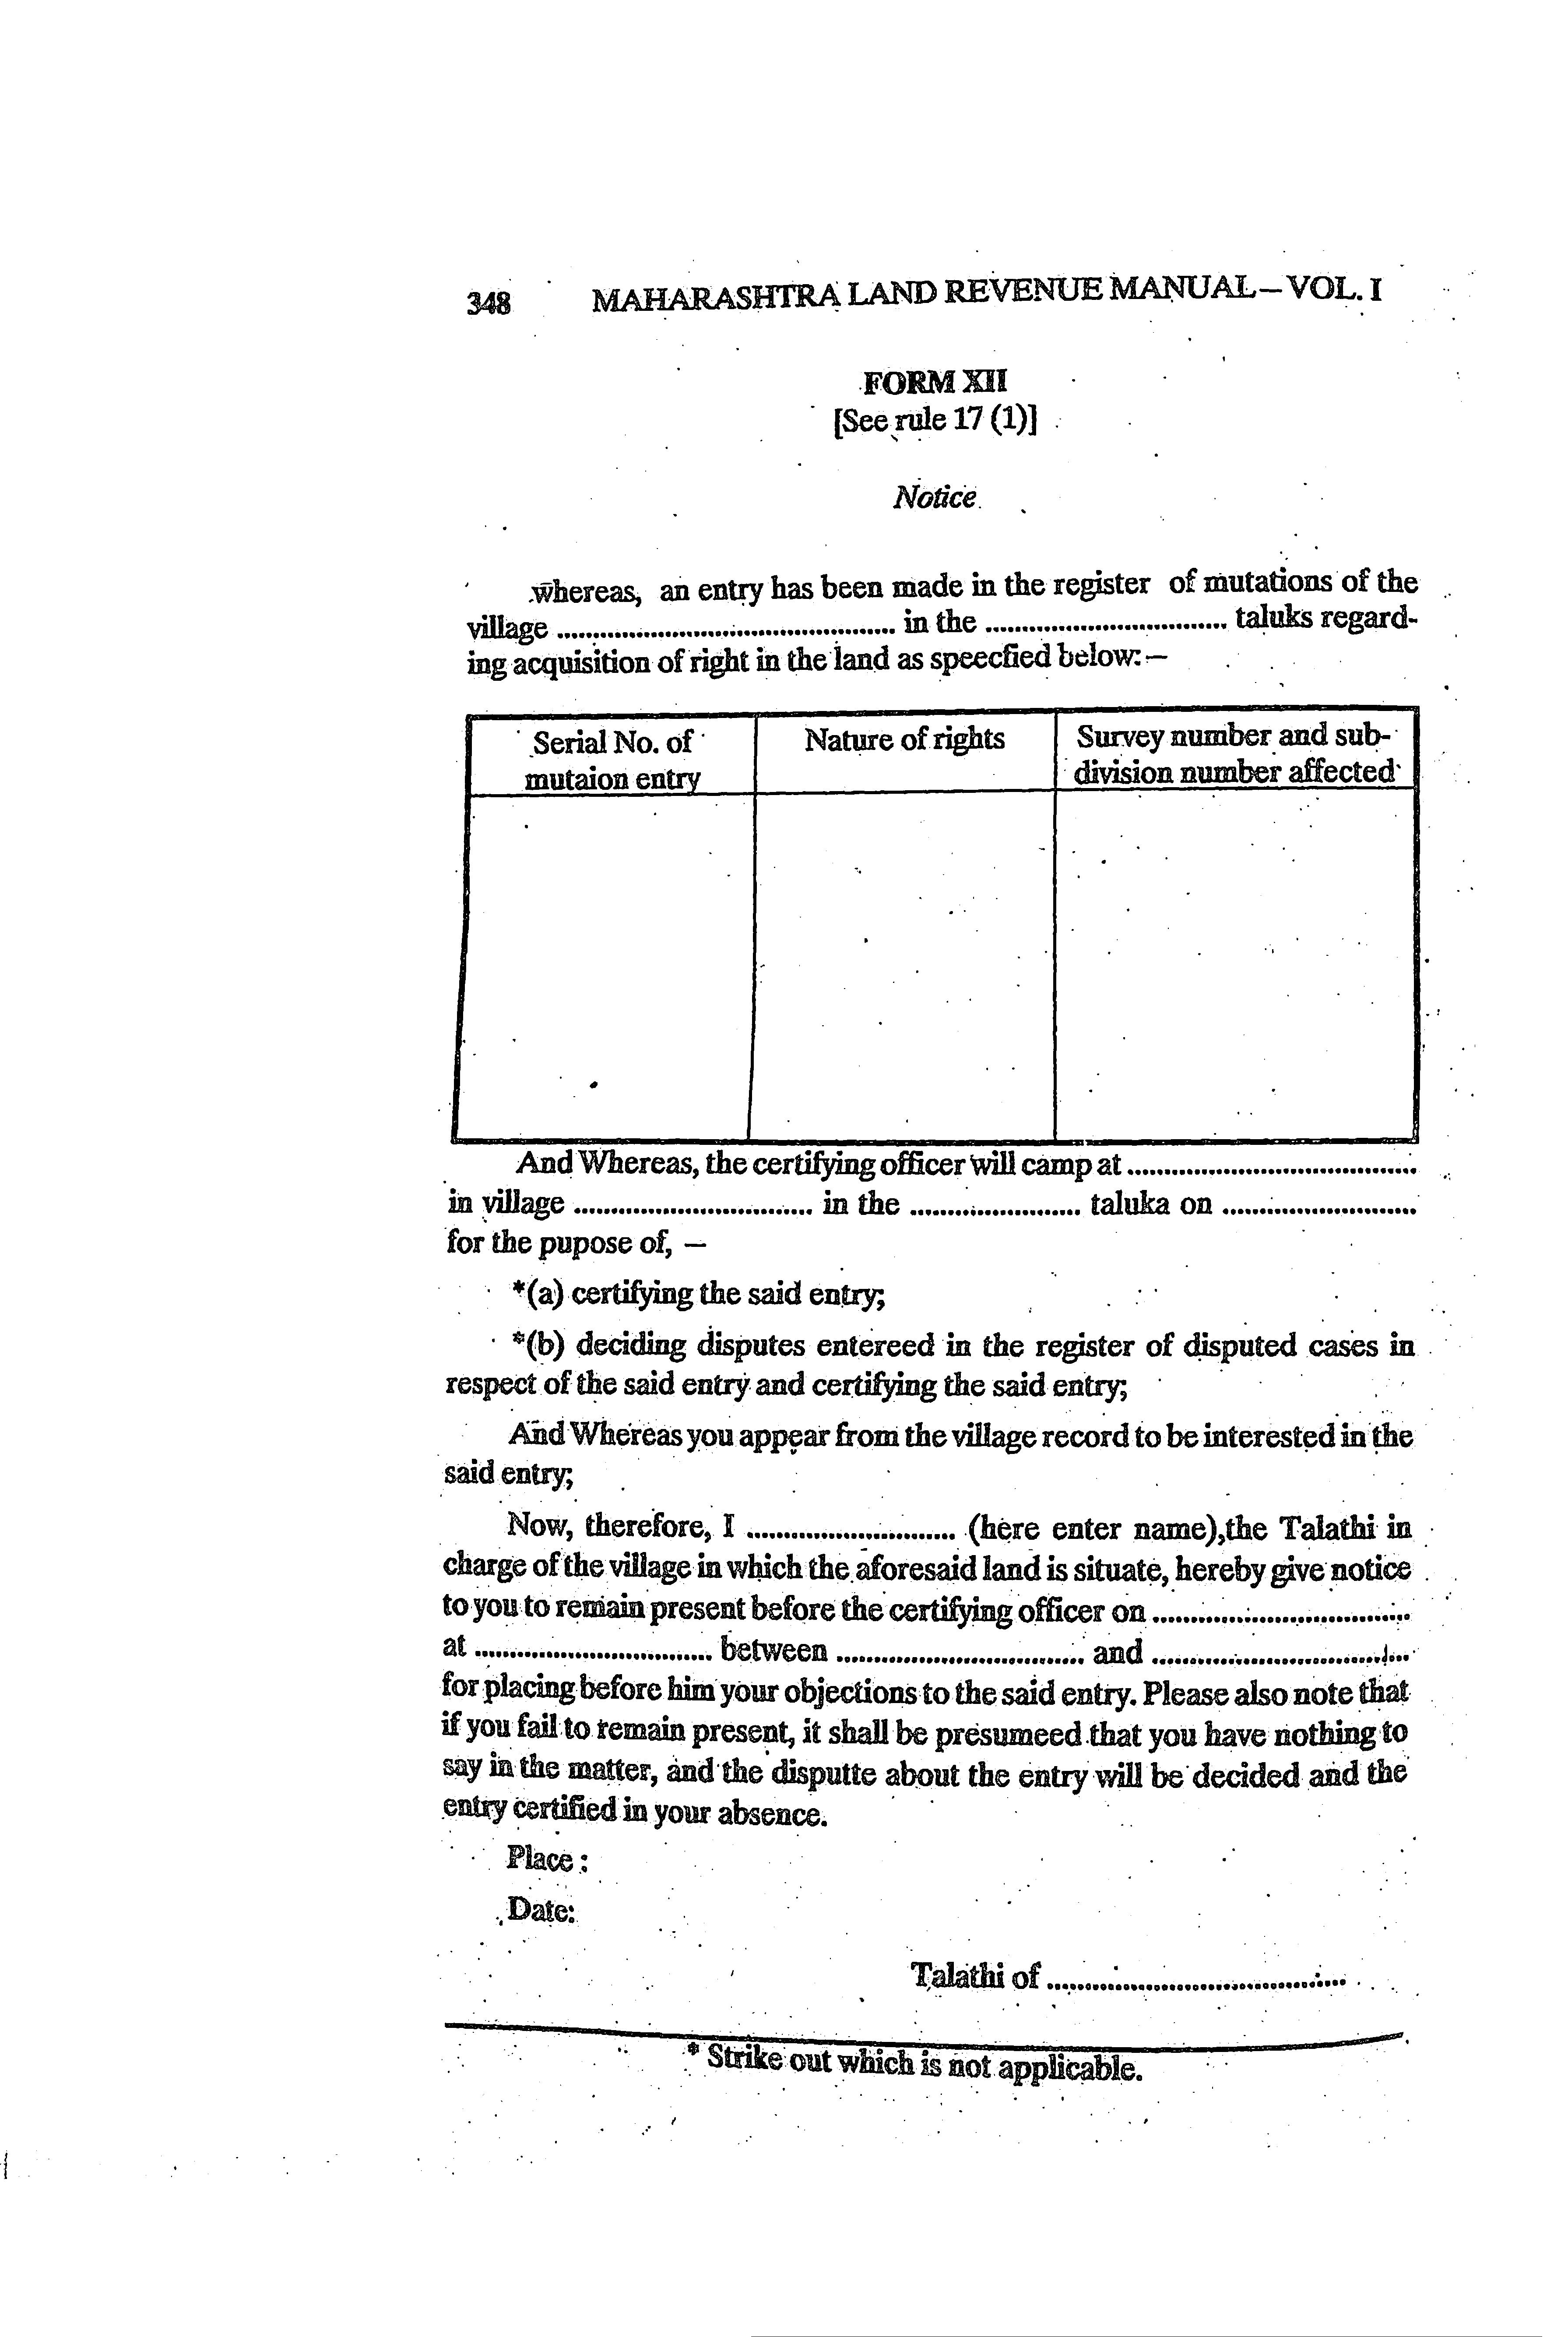 348 MAHARASHTRA LAND REVENUE MANUAL – VOL. I
FORM XII
[See rule 17 (1)]
Notice
whereas, an entry has been made in the register of mutations of the
village ............................................... in the ................................. taluks regard-
ing acquisition of right in the land as speecfied below: –
Serial No. of
mutaion entry
Nature of rights
Survey number and sub-
division number affected
And Whereas, the certifying officer will camp at .......................................
in village ................................ in the ....................... taluka on ..........................
for the pupose of, –
*(a) certifying the said entry;
*(b) deciding disputes entereed in the register of disputed cases in
respect of the said entry and certifying the said entry;
And Whereas you appear from the village record to be interested in the
said entry;
Now, therefore, I ............................ (here enter name),the Talathi in
charge of the village in which the aforesaid land is situate, hereby give notice
to you to remain present before the certifying officer on ...................................
at ................................ between .................................. and ...................................
for placing before him your objections to the said entry. Please also note that
if you fail to remain present, it shall be presumeed that you have nothing to
say in the matter, and the disputte about the entry will be decided and the
entry certified in your absence.
Place :
Date:
Talathi of ........................................
* Strike out which is not applicable.